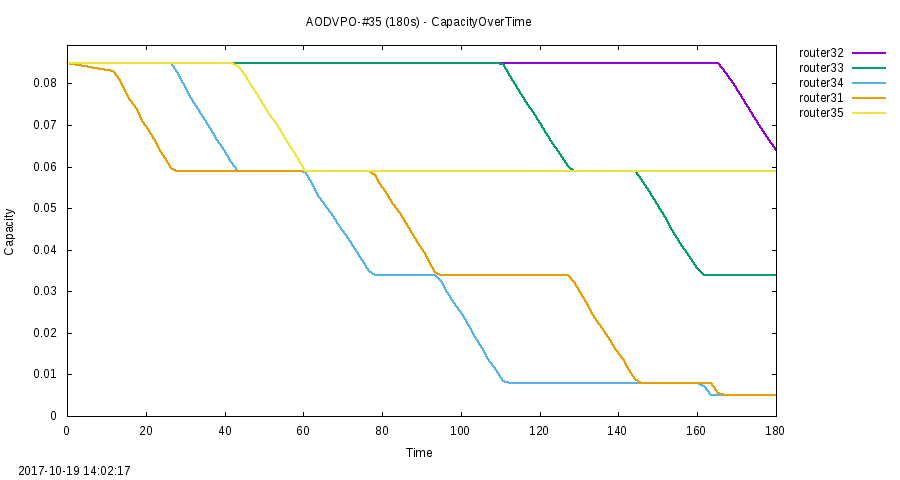 AODVPO-#35 (180s) - CapacityOverTime
router32
router33
router34
router31
router35
0.08
0.07
0.06
0.05
0.04
0.03
0.02
0.01
0
Capacity
0 20 40 60 80 100 120 140 160 180
Time
2017-10-19 14:02:17